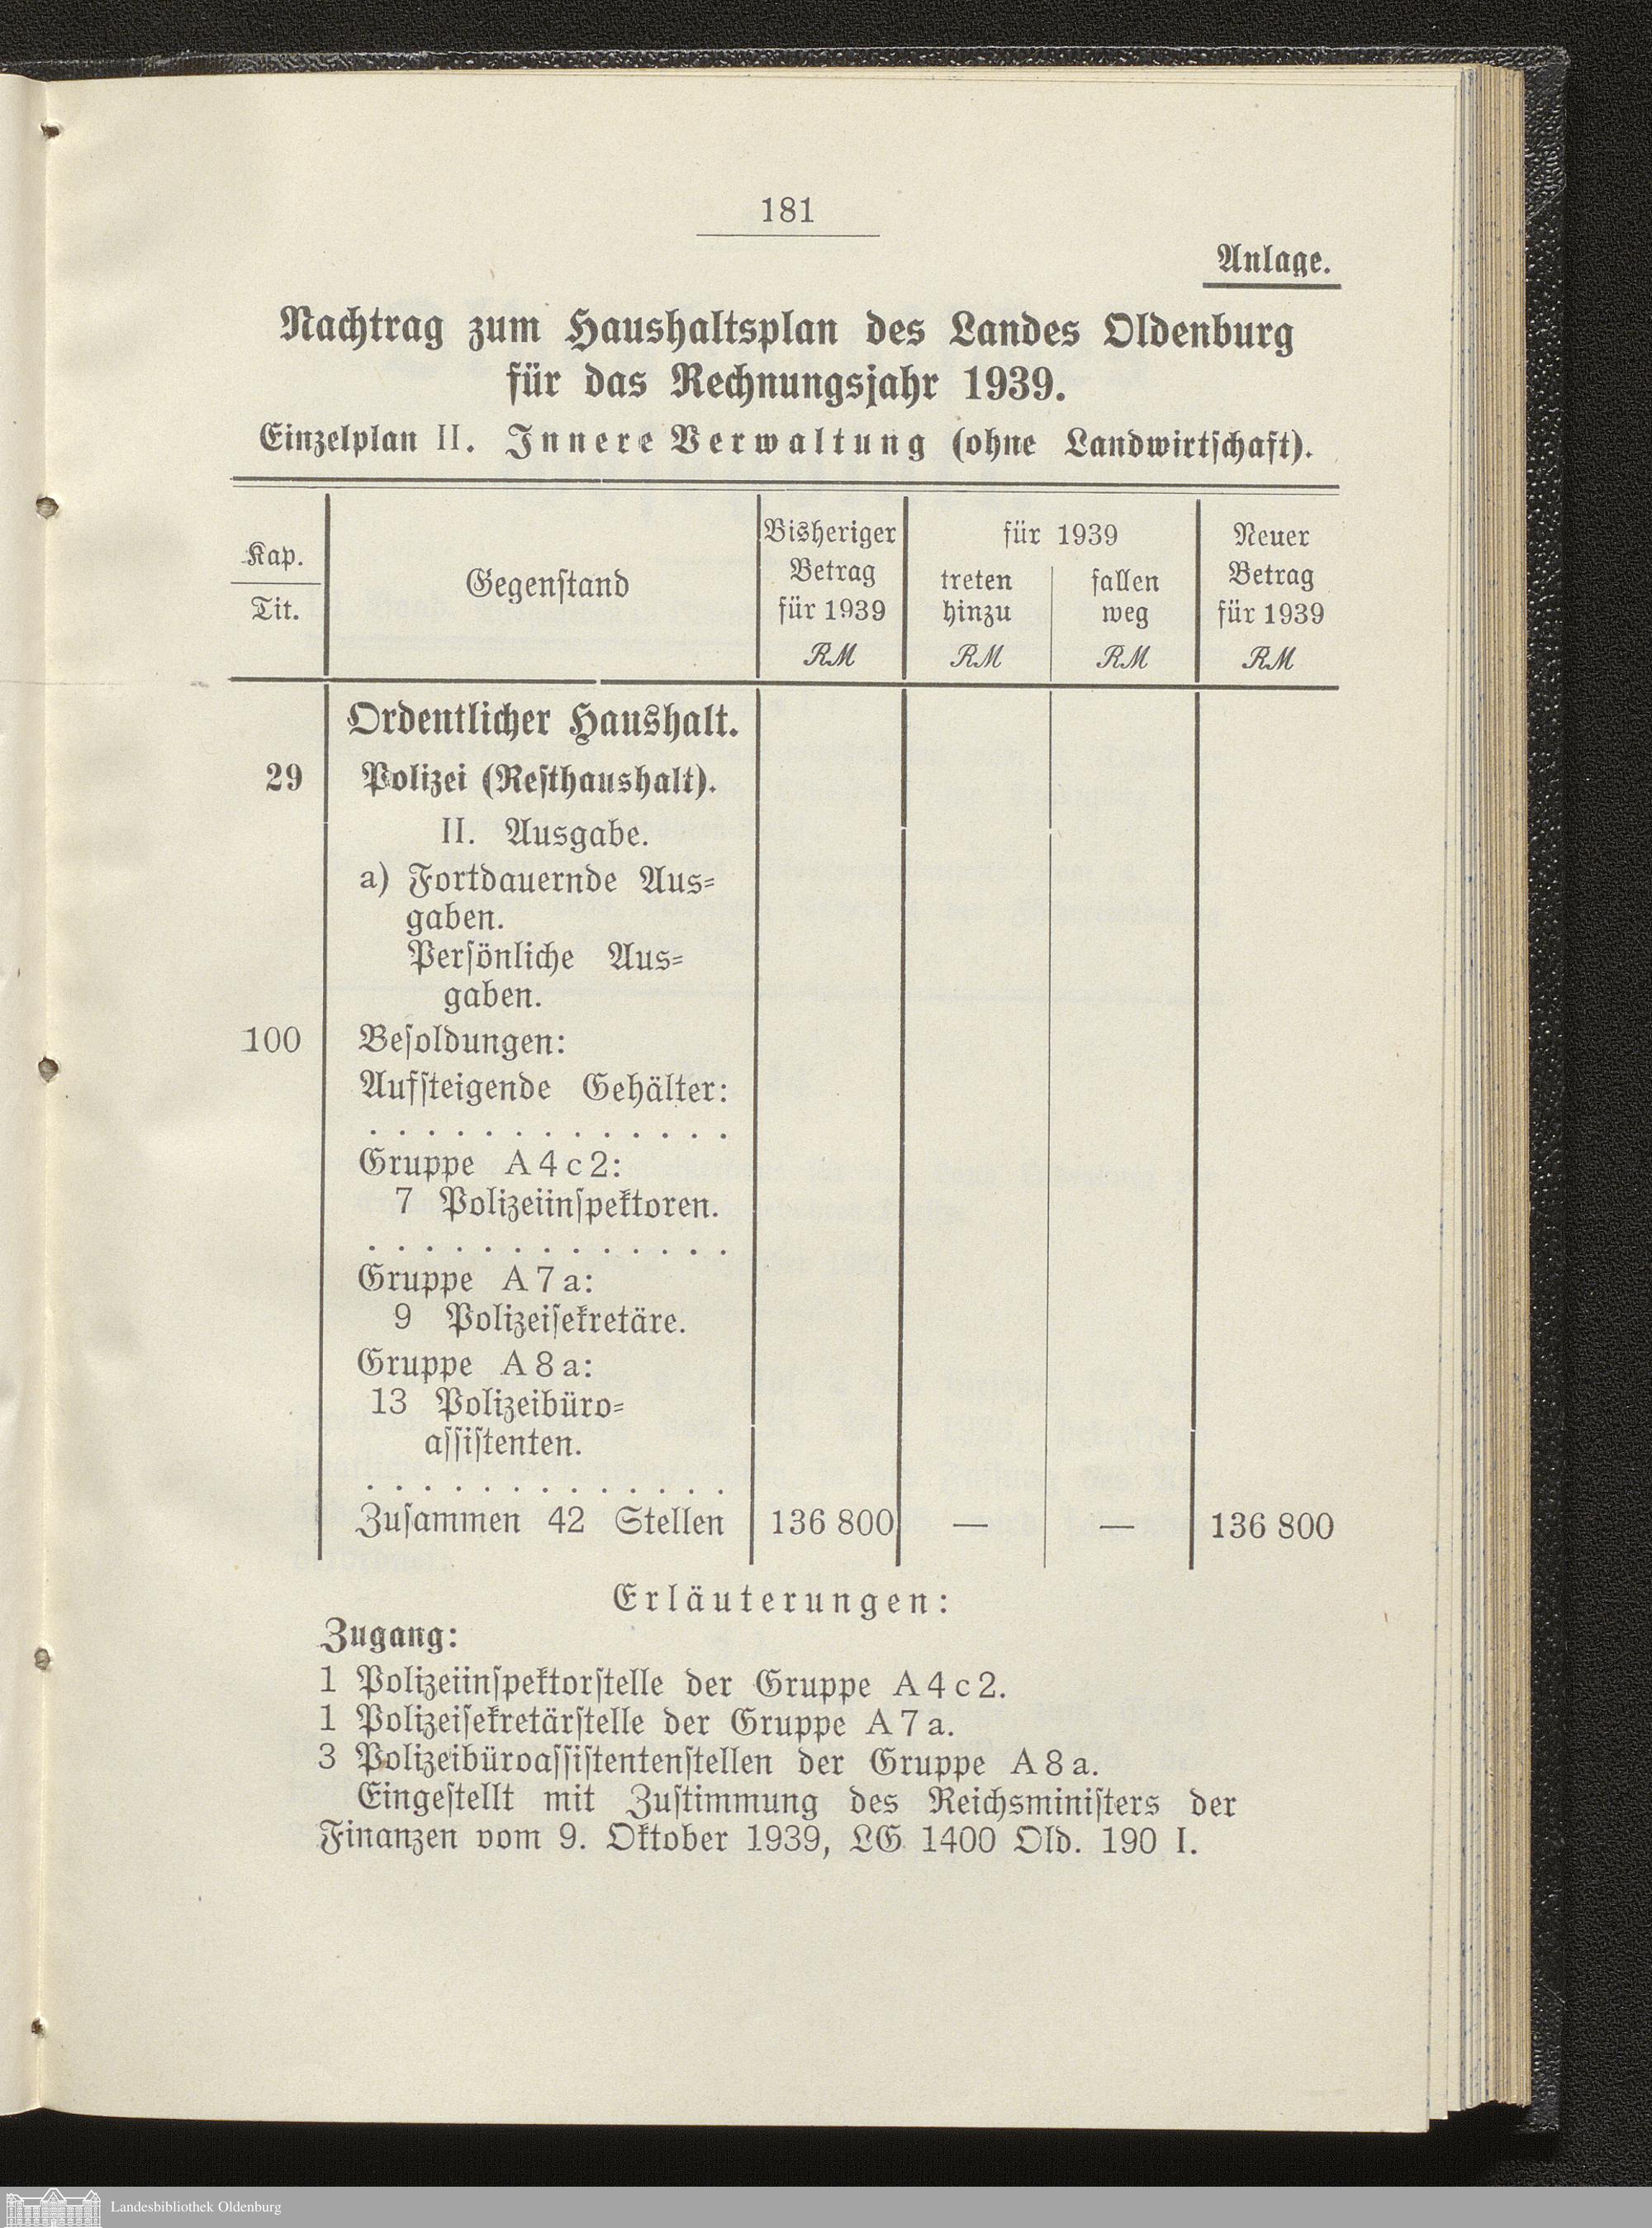 181
Anlage.
Nachtrag zum Haushaltsplan des Landes Oldenburg
für das Rechnungsjahr 1939.
Einzelplan II. Innere Verwaltung (ohne Landwirtschaft).
Kap.
Tit.
Gegenstand
Bisheriger
Betrag
für 1939
RM
für 1939
treten
hinzu
RM
fallen
weg
RM
Neuer
Betrag
für 1939
RM
Ordentlicher Haushalt.
29 Polizei (Resthaushalt).
II. Ausgabe.
a) Fortdauernde Aus-
gaben.
Persönliche Aus-
gaben.
100 Besoldungen:
Aufsteigende Gehälter:
. . . . . . . . . . . . .
Gruppe A 4 c 2:
7 Polizeiinspektoren.
. . . . . . . . . . . . .
Gruppe A 7 a:
9 Polizeisekretäre.
Gruppe A 8 a:
13 Polizeibüro-
assistenten.
. . . . . . . . . . . . .
Zusammen 42 Stellen 136 800 — — 136 800
Erläuterungen:
Zugang:
1 Polizeiinspektorstelle der Gruppe A 4 c 2.
1 Polizeisekretärstelle der Gruppe A 7 a.
3 Polizeibüroassistentenstellen der Gruppe A 8 a.
Eingestellt mit Zustimmung des Reichsministers der
Finanzen vom 9. Oktober 1939, LG 1400 Old. 190 I.
Landesbibliothek Oldenburg